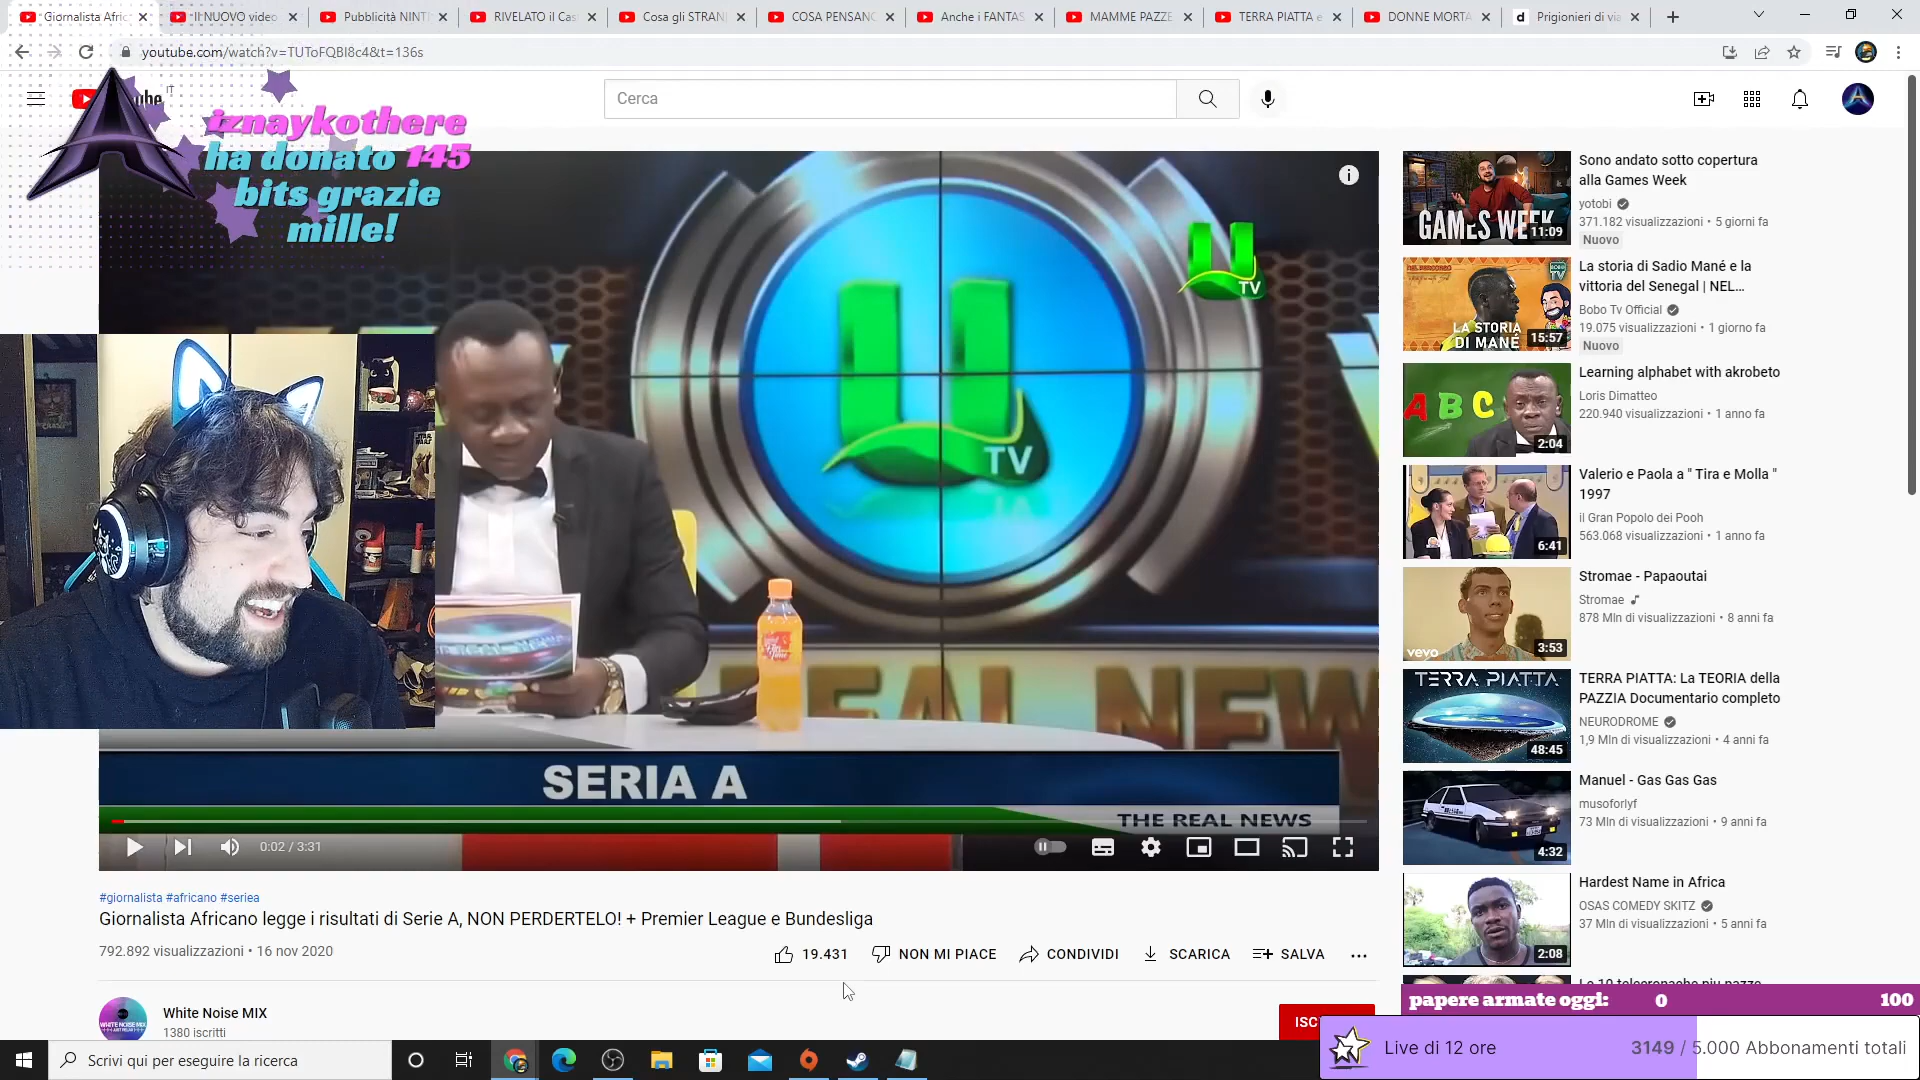 Giornalista Afric
Il NUOVO video
Pubblicità NINT
RIVELATO il Cas
Cosa gli STRANI
COSA PENSANO
Anche i FANTAS
MAMME PAZZE
TERRA PIATTA e
DONNE MORTA
Prigionieri di via
youtube.com/watch?v=TUToFQBI8c4&t=136s
IT
Cerca
iznaykothere
ha donato 145
bits grazie
mille!
TV
TV
REAL NEWS
SERIA A
THE REAL NEWS
0:02 / 3:31
#giornalista #africano #seriea
Giornalista Africano legge i risultati di Serie A, NON PERDERTELO! + Premier League e Bundesliga
792.892 visualizzazioni • 16 nov 2020
19.431
NON MI PIACE
CONDIVIDI
SCARICA
SALVA
WHITE NOISE MIX
White Noise MIX
1380 iscritti
ISC
GAMES WEEK
11:09
Sono andato sotto copertura
alla Games Week
yotobi
371.182 visualizzazioni • 5 giorni fa
Nuovo
LA STORIA
DI MANÉ
15:57
La storia di Sadio Mané e la
vittoria del Senegal | NEL...
Bobo Tv Official
19.075 visualizzazioni • 1 giorno fa
Nuovo
A B C
2:04
Learning alphabet with akrobeto
Loris Dimatteo
220.940 visualizzazioni • 1 anno fa
6:41
Valerio e Paola a " Tira e Molla "
1997
il Gran Popolo dei Pooh
563.068 visualizzazioni • 1 anno fa
vevo
3:53
Stromae - Papaoutai
Stromae
878 Mln di visualizzazioni • 8 anni fa
TERRA PIATTA
48:45
TERRA PIATTA: La TEORIA della
PAZZIA Documentario completo
NEURODROME
1,9 Mln di visualizzazioni • 4 anni fa
4:32
Manuel - Gas Gas Gas
musoforlyf
73 Mln di visualizzazioni • 9 anni fa
2:08
Hardest Name in Africa
OSAS COMEDY SKITZ
37 Mln di visualizzazioni • 5 anni fa
papere armate oggi: 0 100
Live di 12 ore 3149 / 5.000 Abbonamenti totali
Scrivi qui per eseguire la ricerca